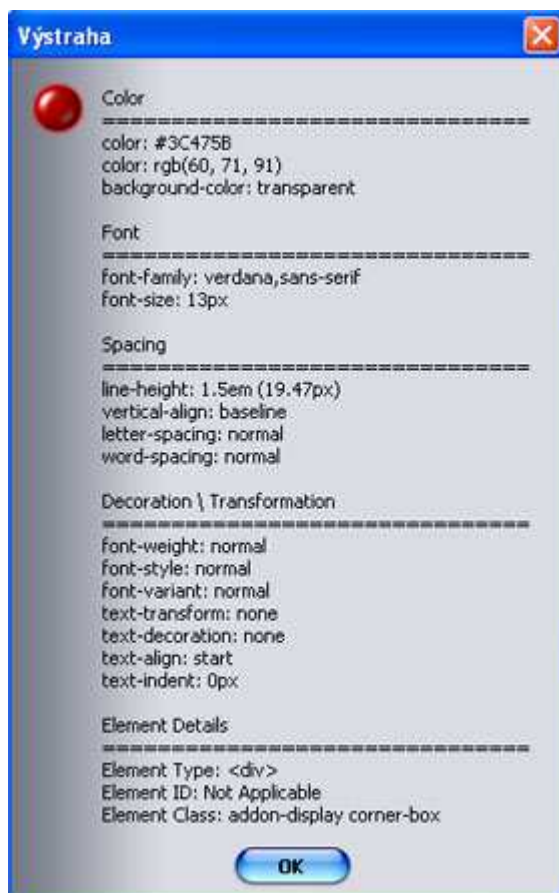 Výstraha
Color
===============================
color: #3C475B
color: rgb(60, 71, 91)
background-color: transparent
Font
===============================
font-family: verdana,sans-serif
font-size: 13px
Spacing
===============================
line-height: 1.5em (19.47px)
vertical-align: baseline
letter-spacing: normal
word-spacing: normal
Decoration \ Transformation
===============================
font-weight: normal
font-style: normal
font-variant: normal
text-transform: none
text-decoration: none
text-align: start
text-indent: 0px
Element Details
===============================
Element Type: <div>
Element ID: Not Applicable
Element Class: addon-display corner-box
OK